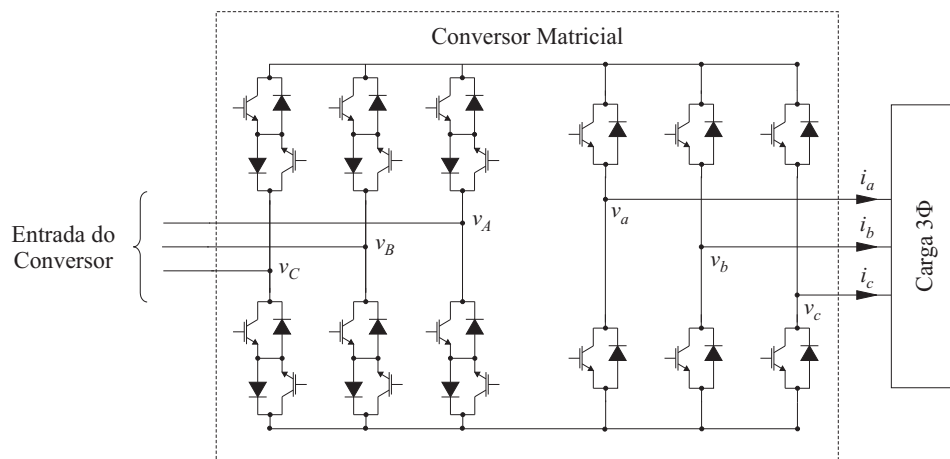 Conversor Matricial
Entrada do
Conversor
v_A
v_B
v_C
v_a
v_b
v_c
i_a
i_b
i_c
Carga 3Φ